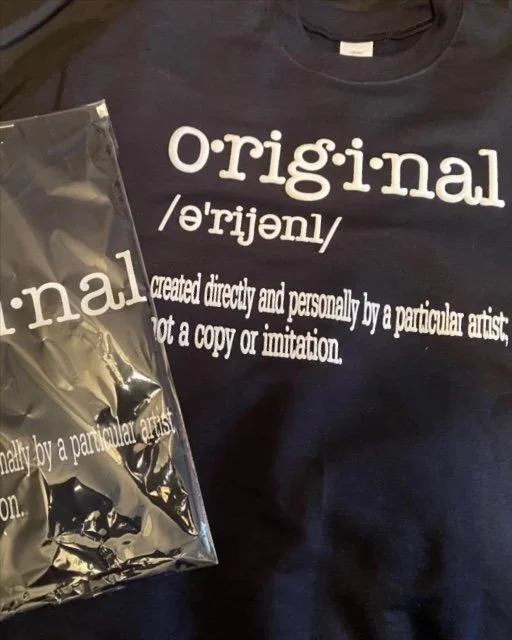 o·rig·i·nal
/ə'rijənl/
created directly and personally by a particular artist;
not a copy or imitation.
i·nal
nally by a particular artist
on.